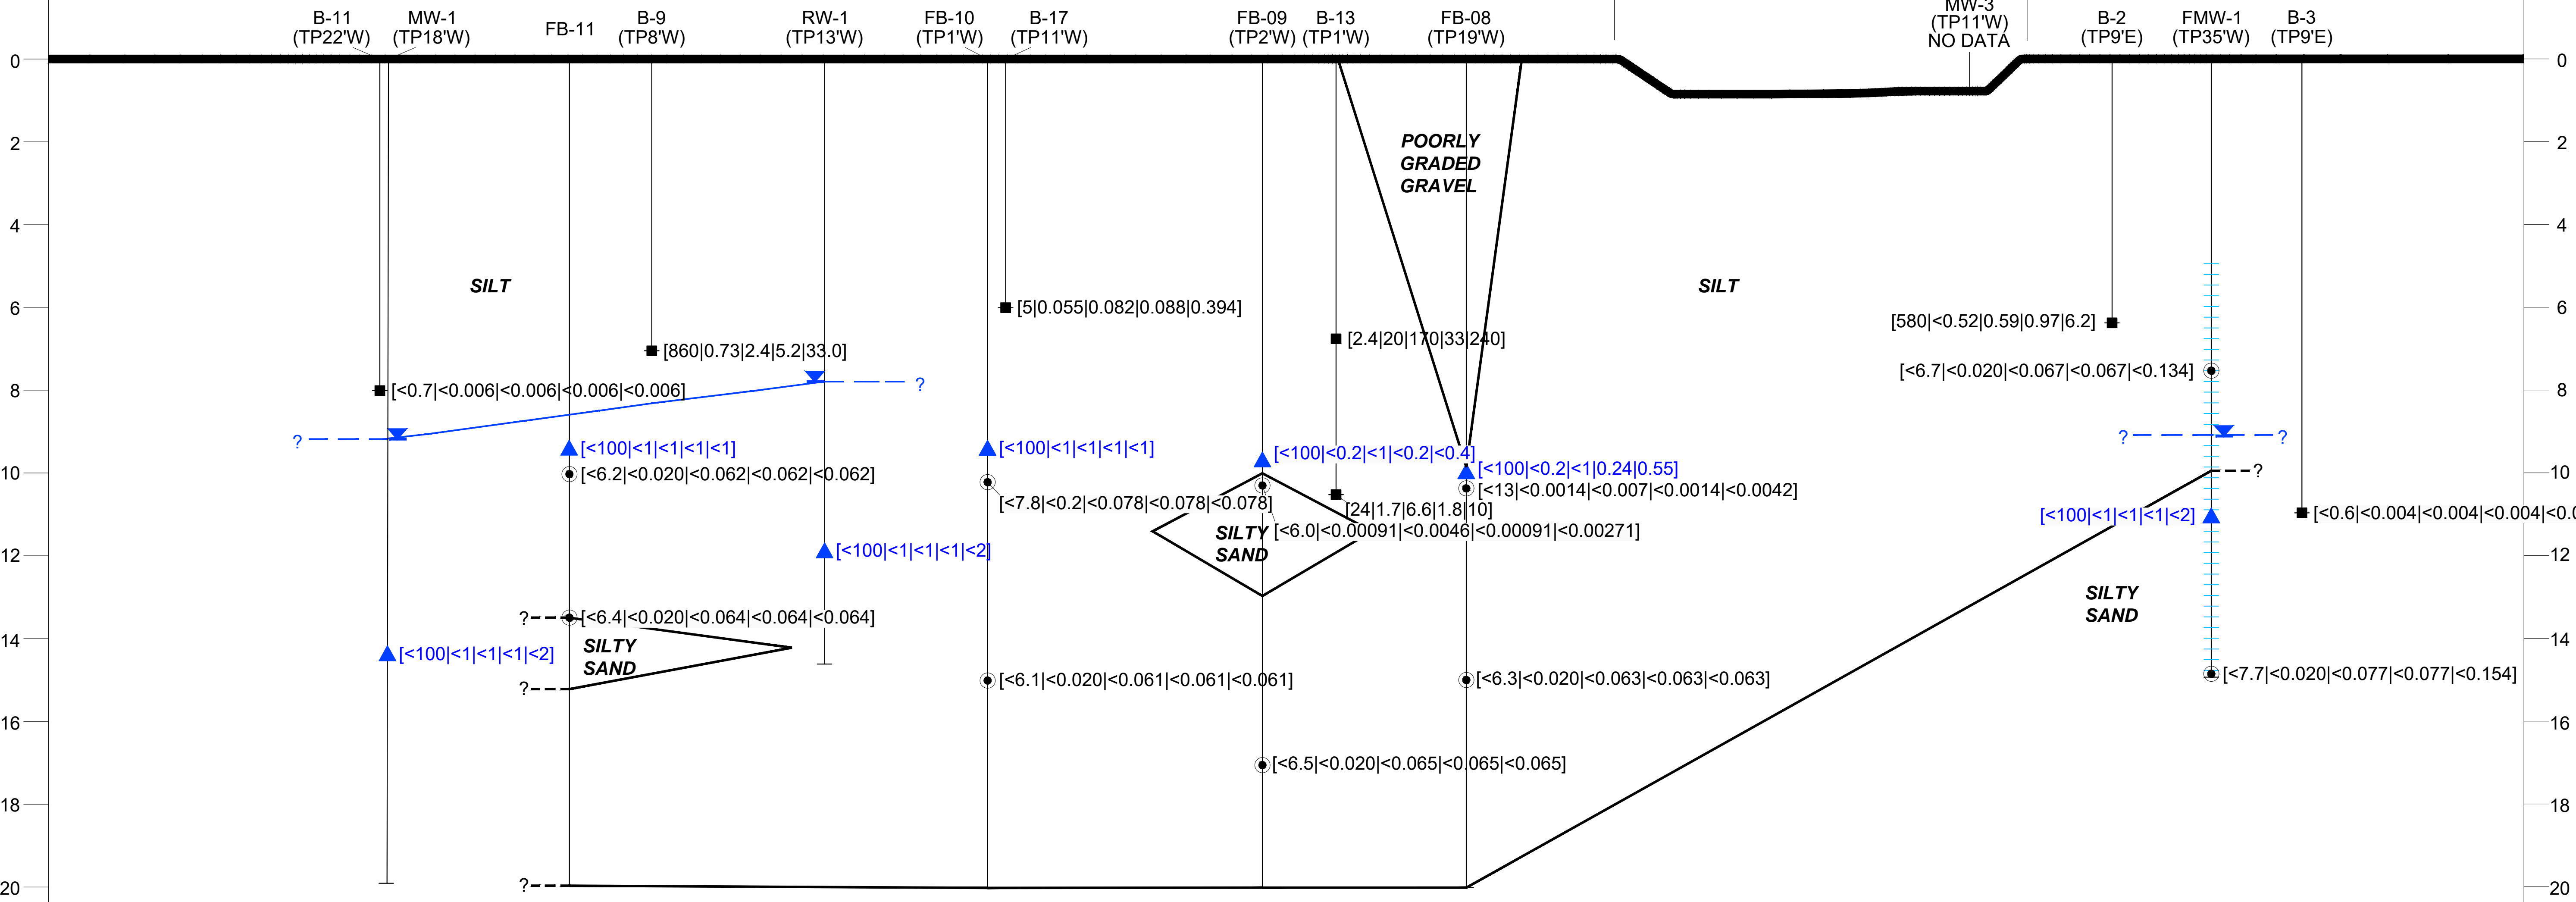 B-11
(TP22'W)
MW-1
(TP18'W)
FB-11
B-9
(TP8'W)
RW-1
(TP13'W)
FB-10
(TP1'W)
B-17
(TP11'W)
FB-09
(TP2'W)
B-13
(TP1'W)
FB-08
(TP19'W)
MW-3
(TP11'W)
NO DATA
B-2
(TP9'E)
FMW-1
(TP35'W)
B-3
(TP9'E)
0
0
2
POORLY
GRADED
GRAVEL
2
4
4
SILT
SILT
6
[5|0.055|0.082|0.088|0.394]
6
[580|<0.52|0.59|0.97|6.2]
[2.4|20|170|33|240]
[860|0.73|2.4|5.2|33.0]
[<6.7|<0.020|<0.067|<0.067|<0.134]
?
8
[<0.7|<0.006|<0.006|<0.006|<0.006]
8
?
?
?
[<100|<1|<1|<1|<1]
[<100|<1|<1|<1|<1]
[<100|<0.2|<1|<0.2|<0.4]
[<100|<0.2|<1|0.24|0.55]
?
10
[<6.2|<0.020|<0.062|<0.062|<0.062]
10
[<13|<0.0014|<0.007|<0.0014|<0.0042]
[<7.8|<0.2|<0.078|<0.078|<0.078]
[24|1.7|6.6|1.8|10]
[<100|<1|<1|<1|<2]
[<0.6|<0.004|<0.004|<0.004|<0.0
[<6.0|<0.00091|<0.0046|<0.00091|<0.00271]
SILTY
SAND
12
[<100|<1|<1|<1|<2]
12
SILTY
SAND
?
[<6.4|<0.020|<0.064|<0.064|<0.064]
14
SILTY
SAND
14
[<100|<1|<1|<1|<2]
[<7.7|<0.020|<0.077|<0.077|<0.154]
[<6.1|<0.020|<0.061|<0.061|<0.061]
[<6.3|<0.020|<0.063|<0.063|<0.063]
?
16
16
[<6.5|<0.020|<0.065|<0.065|<0.065]
18
18
?
20
20